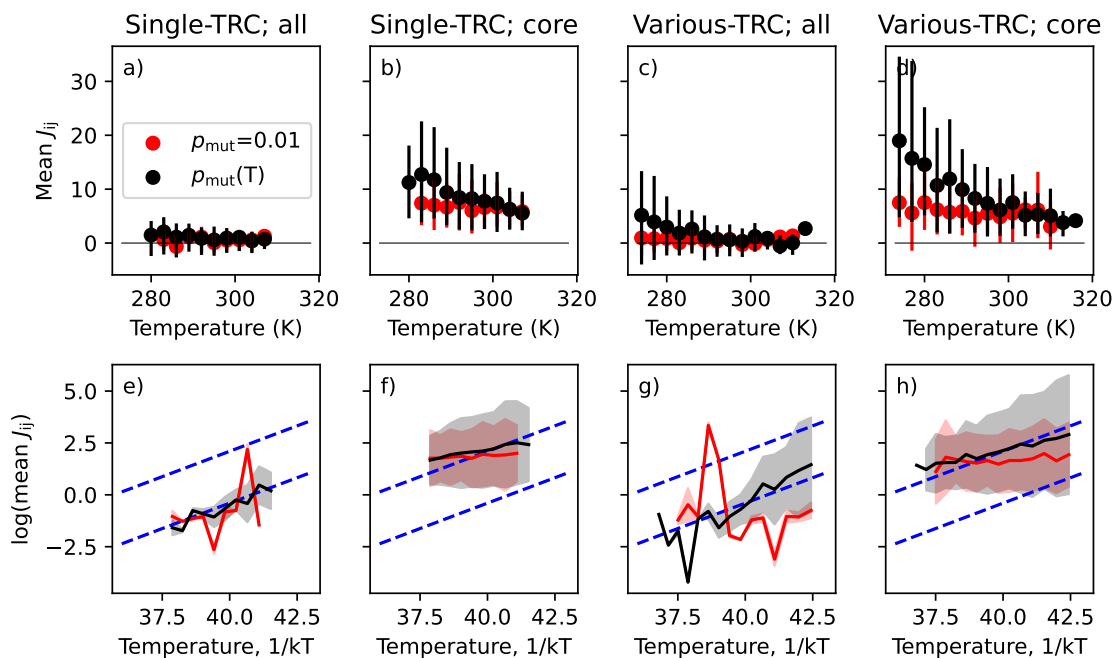 Single-TRC; all
Single-TRC; core
Various-TRC; all
Various-TRC; core
Mean J_ij
30
20
10
0
a)
p_mut=0.01
p_mut(T)
b)
c)
d)
280 300 320
280 300 320
280 300 320
280 300 320
Temperature (K)
Temperature (K)
Temperature (K)
Temperature (K)
log(mean J_ij)
5.0
2.5
0.0
−2.5
e)
f)
g)
h)
37.5 40.0 42.5
37.5 40.0 42.5
37.5 40.0 42.5
37.5 40.0 42.5
Temperature, 1/kT
Temperature, 1/kT
Temperature, 1/kT
Temperature, 1/kT